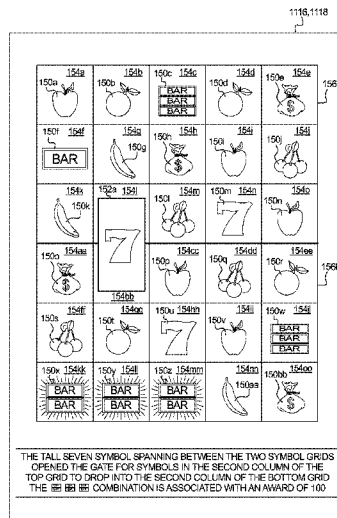 1116,1118
154a 154b 154c 154d 154e
150a 150b 150c 150d 150e
BAR
BAR
BAR
$
156
150f 154f 154g 154h 154i 154j
BAR
150g 150i 150j
$
154k 152a 154l 154m 150m 154n 154o
150k 150l 150n
7
7
154aa 154cc 154dd 154ee
150o 150p 150q 150r
$
154bb
156
154ff 154gg 150u 154hh 154ii 154jj
150s 150t 150v 150w
7
BAR
BAR
BAR
150x 154kk 150y 154ll 150z 154mm 154nn 154oo
BAR BAR BAR
BAR BAR BAR
150aa 150bb
$
THE TALL SEVEN SYMBOL SPANNING BETWEEN THE TWO SYMBOL GRIDS
OPENED THE GATE FOR SYMBOLS IN THE SECOND COLUMN OF THE
TOP GRID TO DROP INTO THE SECOND COLUMN OF THE BOTTOM GRID
THE COMBINATION IS ASSOCIATED WITH AN AWARD OF 100